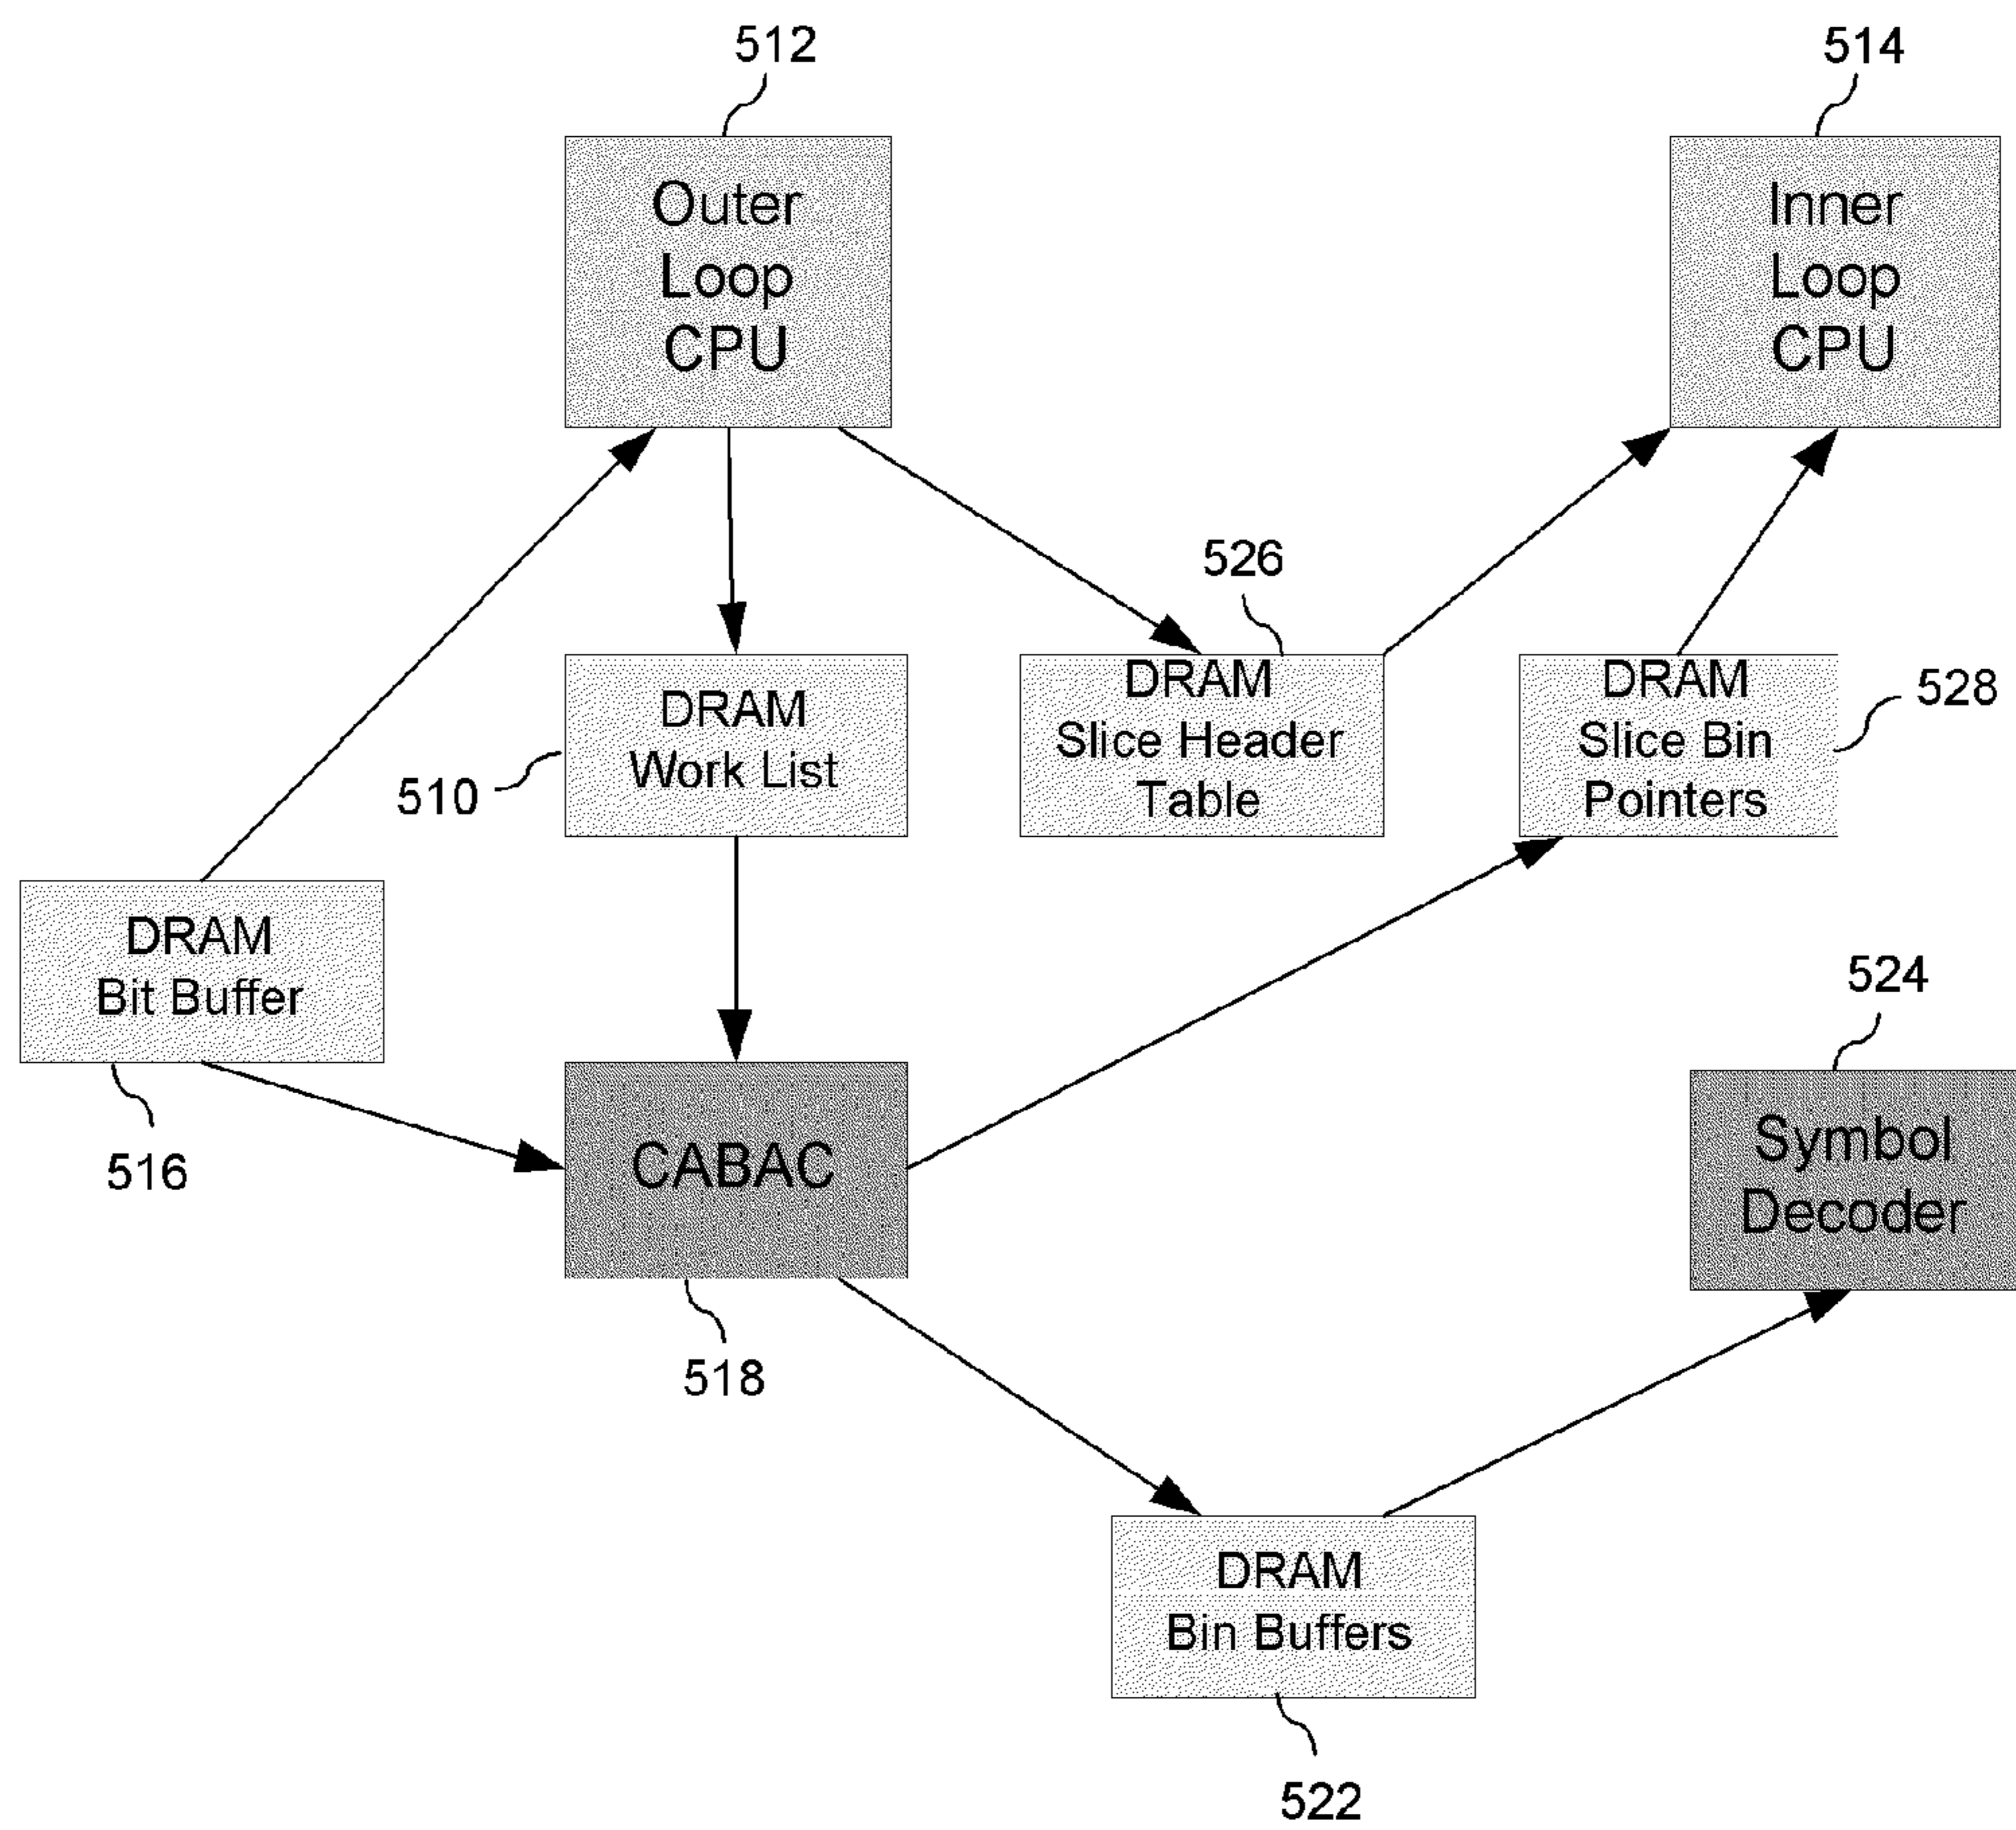 512
514
Outer
Loop
CPU
Inner
Loop
CPU
526
DRAM
Work List
510
DRAM
Slice Header
Table
DRAM
Slice Bin
Pointers
528
DRAM
Bit Buffer
516
CABAC
518
524
Symbol
Decoder
DRAM
Bin Buffers
522